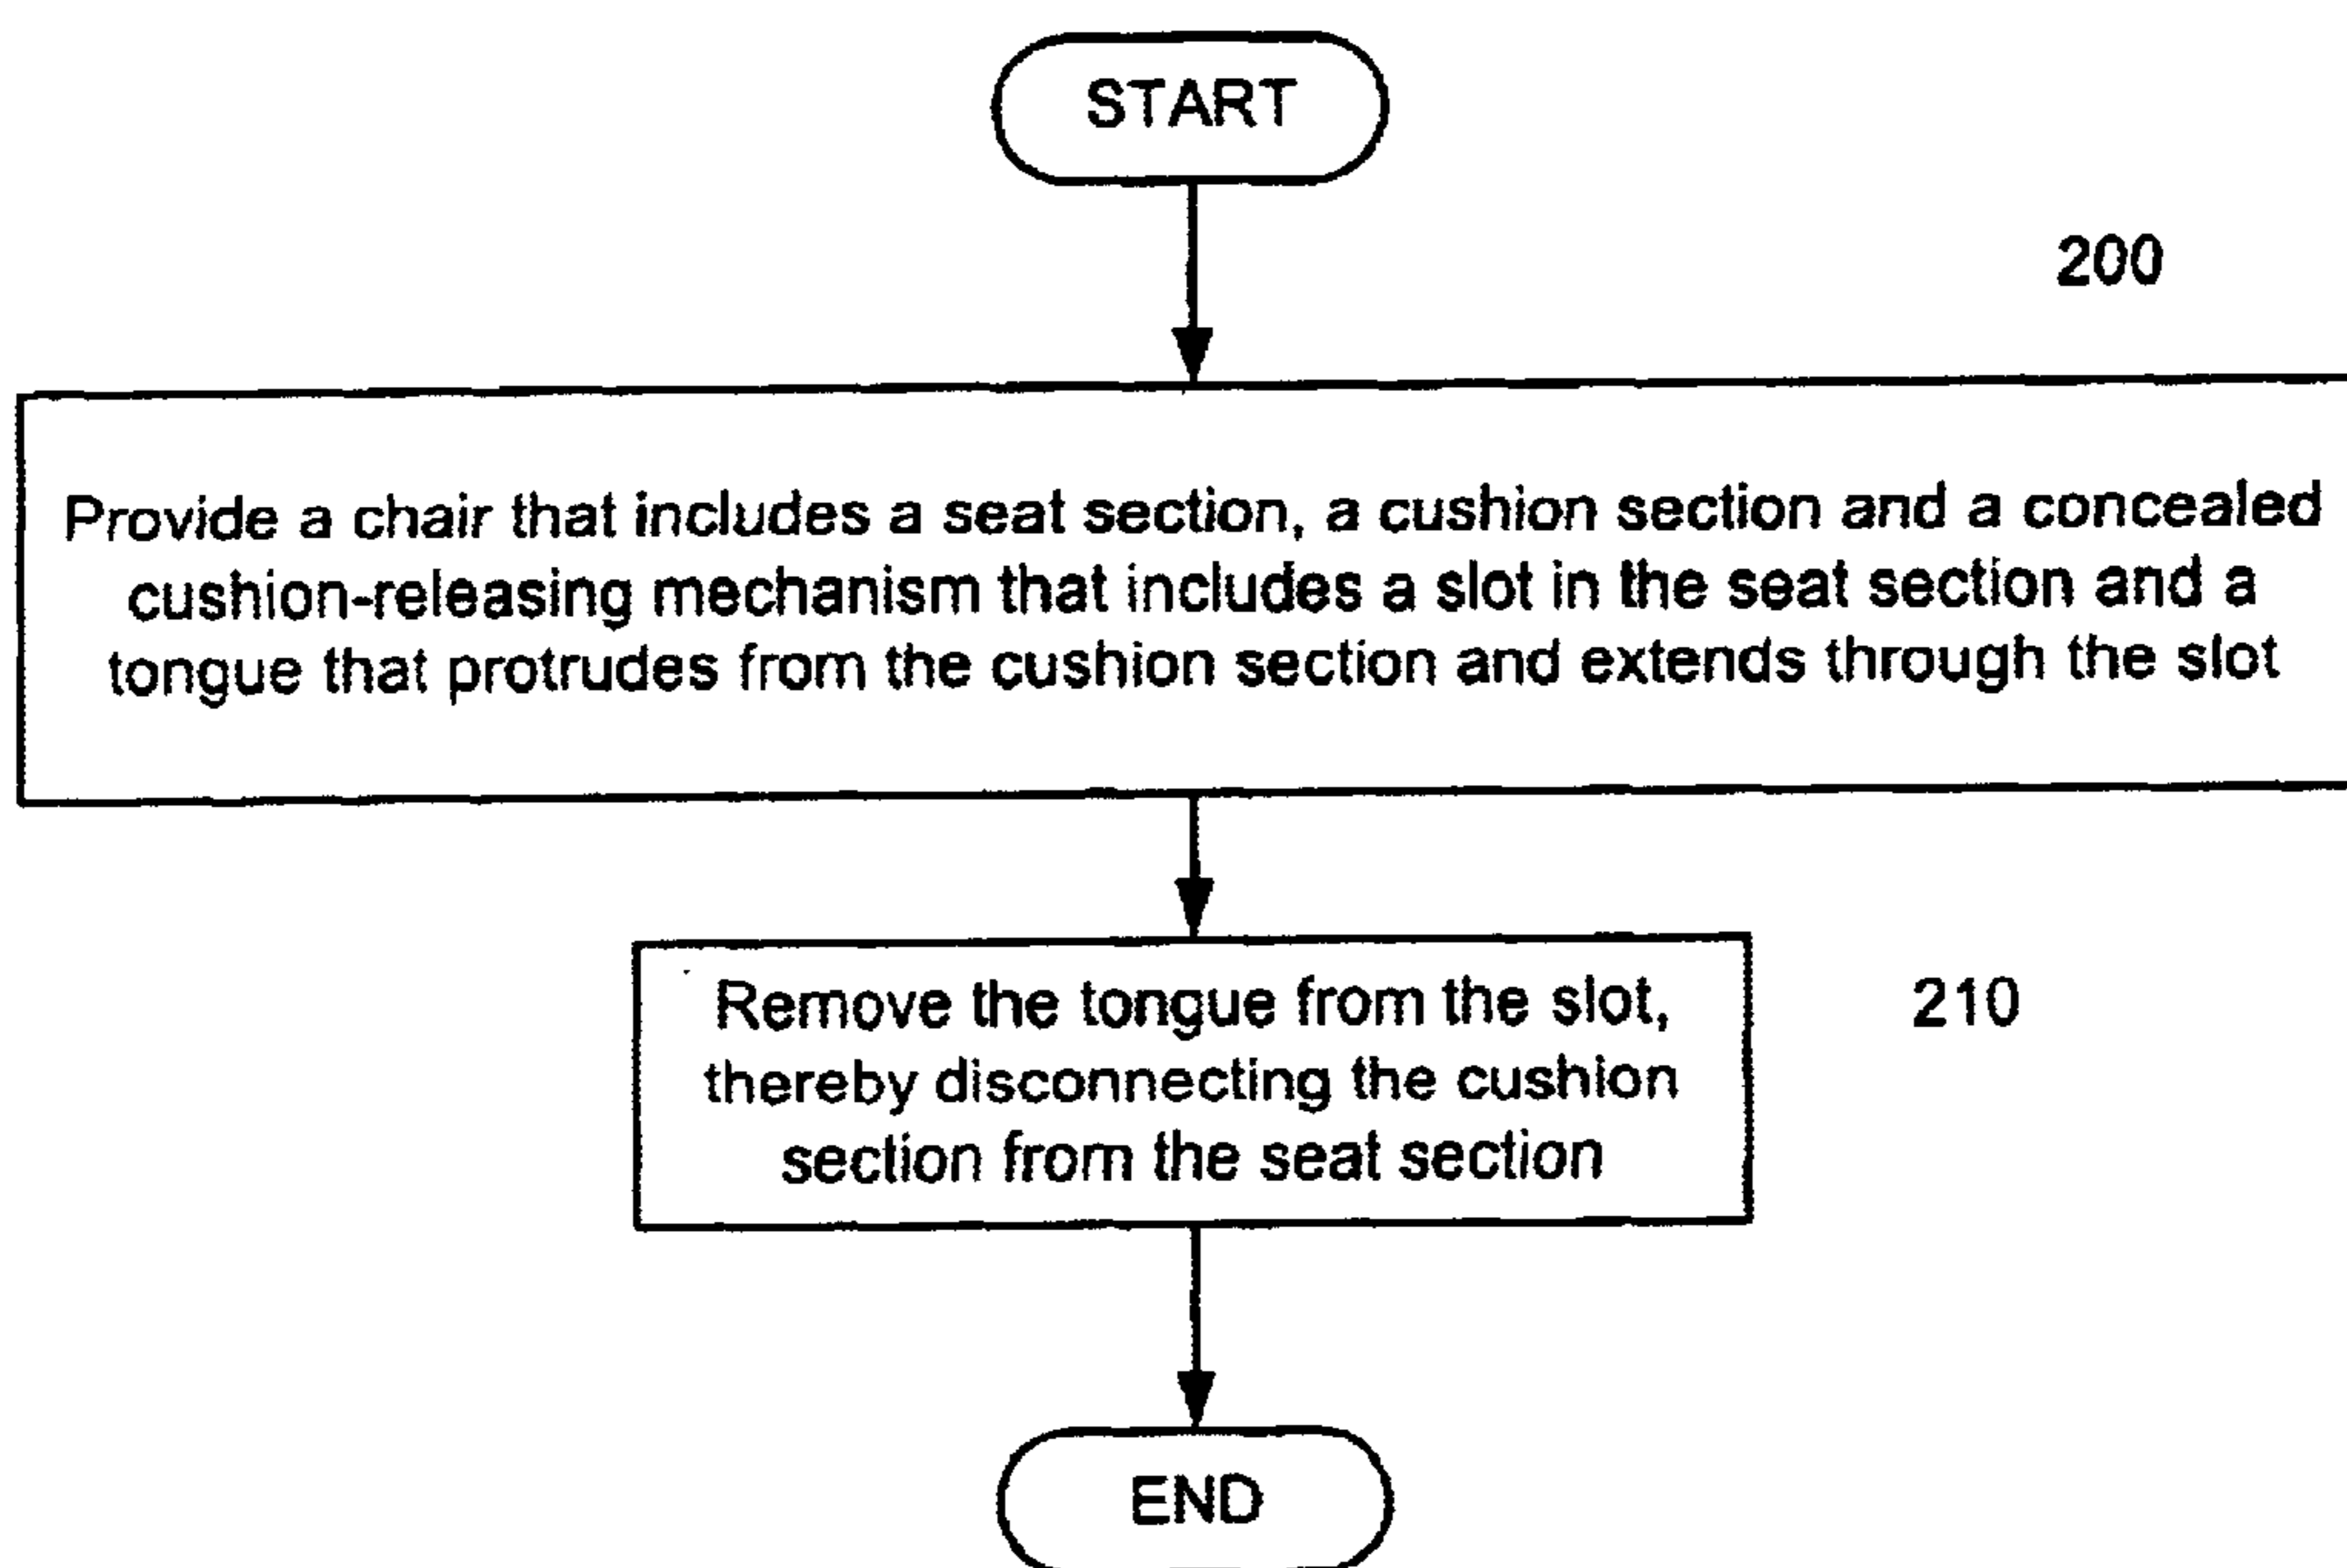 START
200
Provide a chair that includes a seat section, a cushion section and a concealed
cushion-releasing mechanism that includes a slot in the seat section and a
tongue that protrudes from the cushion section and extends through the slot
Remove the tongue from the slot,
thereby disconnecting the cushion
section from the seat section
210
END